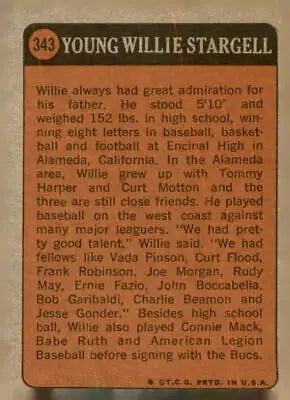 343 YOUNG WILLIE STARGELL
Willie always had great admiration for
his father. He stood 5'10" and
weighed 152 lbs. in high school, win-
ning eight letters in baseball, basket-
ball and football at Encinal High in
Alameda, California. In the Alameda
area, Willie grew up with Tommy
Harper and Curt Motton and the
three are still close friends. He played
baseball on the west coast against
many major leaguers. "We had pret-
ty good talent." Willie said. "We had
fellows like Vada Pinson, Curt Flood,
Frank Robinson, Joe Morgan, Rudy
May, Ernie Fazio, John Boccabella,
Bob Garibaldi, Charlie Beamon and
Jesse Gonder." Besides high school
ball, Willie also played Connie Mack,
Babe Ruth and American Legion
Baseball before signing with the Bucs.
© T.C.G. PRTD. IN U.S.A.